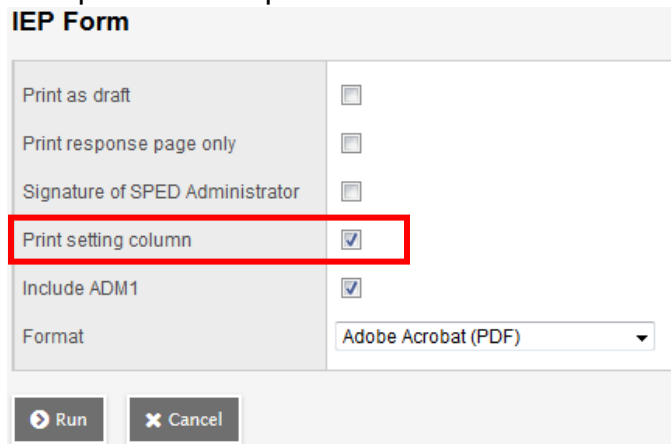 IEP Form
Print as draft
Print response page only
Signature of SPED Administrator
Print setting column
Include ADM1
Format Adobe Acrobat (PDF)
Run Cancel